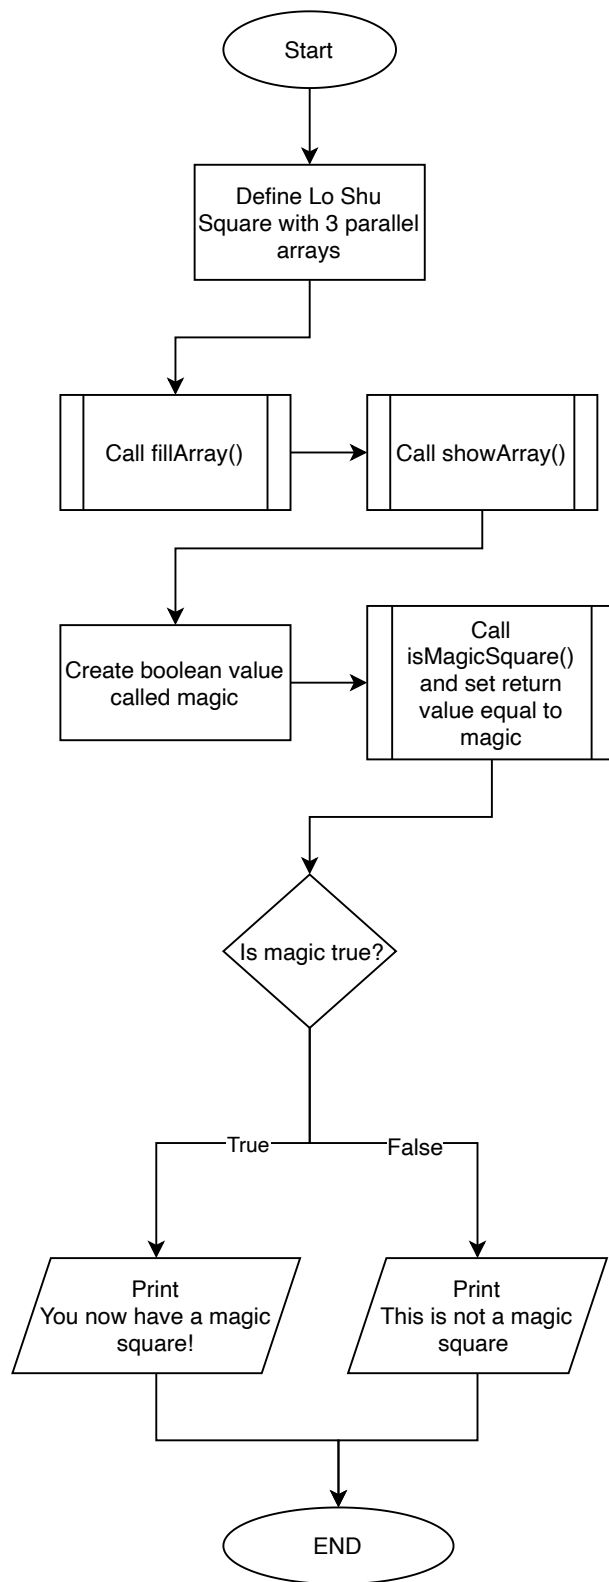 Start
Define Lo Shu
Square with 3 parallel
arrays
Call fillArray()
Call showArray()
Create boolean value
called magic
Call
isMagicSquare()
and set return
value equal to
magic
Is magic true?
True
False
Print
You now have a magic
square!
Print
This is not a magic
square
END